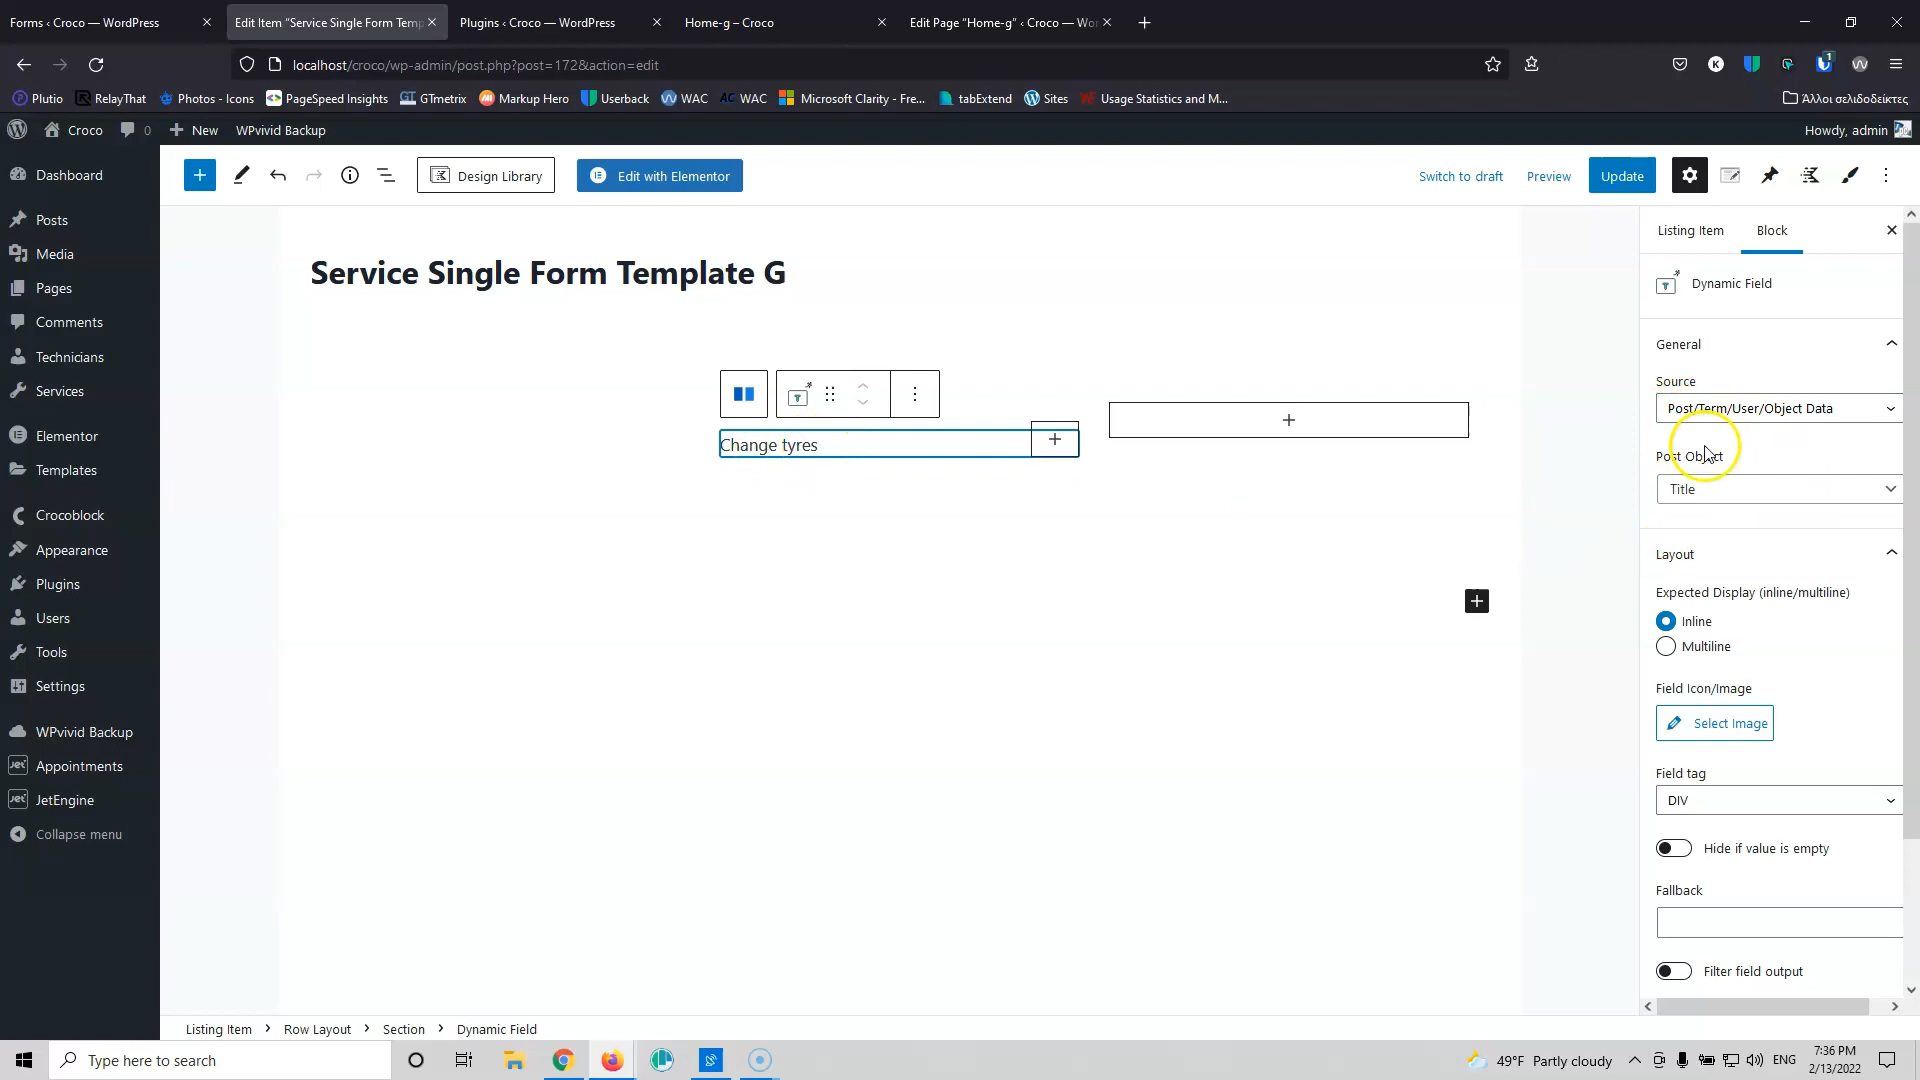 Forms ‹ Croco — WordPress
Edit Item “Service Single Form Temp
Plugins ‹ Croco — WordPress
Home-g – Croco
Edit Page “Home-g” ‹ Croco — Wor
localhost/croco/wp-admin/post.php?post=172&action=edit
Plutio
RelayThat
Photos - Icons
PageSpeed Insights
GTmetrix
Markup Hero
Userback
WAC
WAC
Microsoft Clarity - Fre...
tabExtend
Sites
Usage Statistics and M...
Άλλοι σελιδοδείκτες
Croco
0
New
WPvivid Backup
Howdy, admin
Dashboard
Posts
Media
Pages
Comments
Technicians
Services
Elementor
Templates
Crocoblock
Appearance
Plugins
Users
Tools
Settings
WPvivid Backup
Appointments
JetEngine
Collapse menu
Design Library
Edit with Elementor
Switch to draft
Preview
Update
Service Single Form Template G
Change tyres
Listing Item
Block
Dynamic Field
General
Source
Post/Term/User/Object Data
Post Object
Title
Layout
Expected Display (inline/multiline)
Inline
Multiline
Field Icon/Image
Select Image
Field tag
DIV
Hide if value is empty
Fallback
Filter field output
Listing Item
Row Layout
Section
Dynamic Field
Type here to search
49°F Partly cloudy
ENG
7:36 PM
2/13/2022